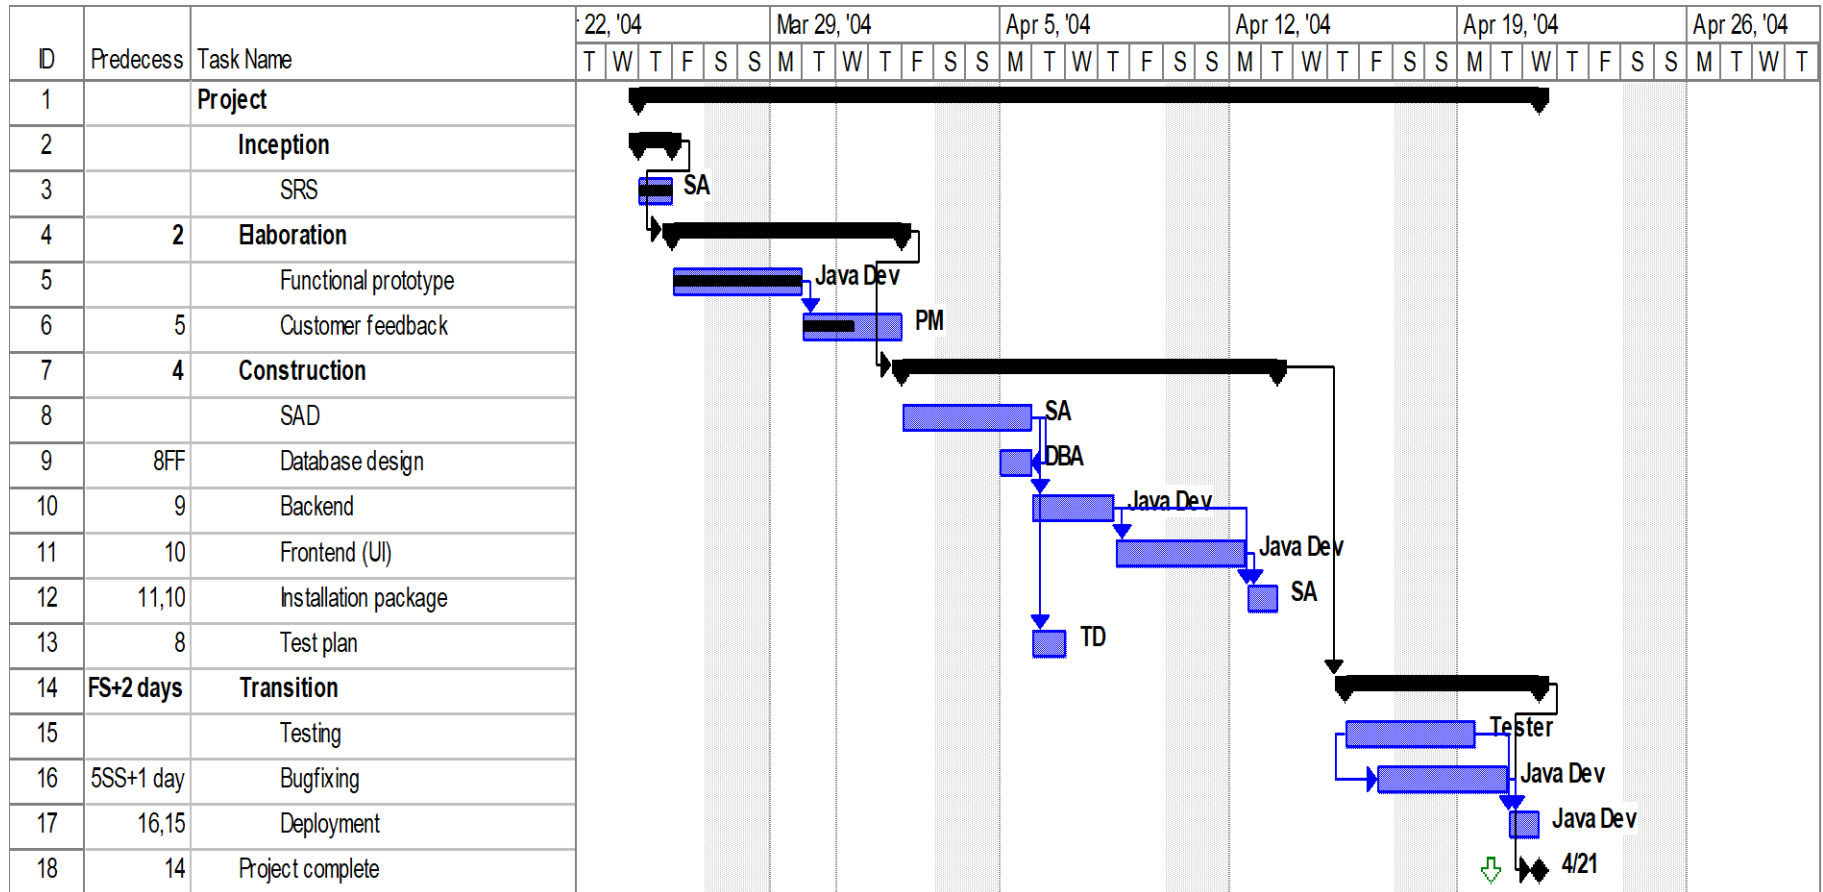 22, '04 Mar 29, '04 Apr 5, '04 Apr 12, '04 Apr 19, '04 Apr 26, '04
ID Predecess Task Name T W T F S S M T W T F S S M T W T F S S M T W T F S S M T W T F S S M T W T
1 Project
2 Inception
3 SRS SA
4 2 Elaboration
5 Functional prototype Java Dev
6 5 Customer feedback PM
7 4 Construction
8 SAD SA
9 8FF Database design DBA
10 9 Backend Java Dev
11 10 Frontend (UI) Java Dev
12 11,10 Installation package SA
13 8 Test plan TD
14 FS+2 days Transition
15 Testing Tester
16 5SS+1 day Bugfixing Java Dev
17 16,15 Deployment Java Dev
18 14 Project complete 4/21